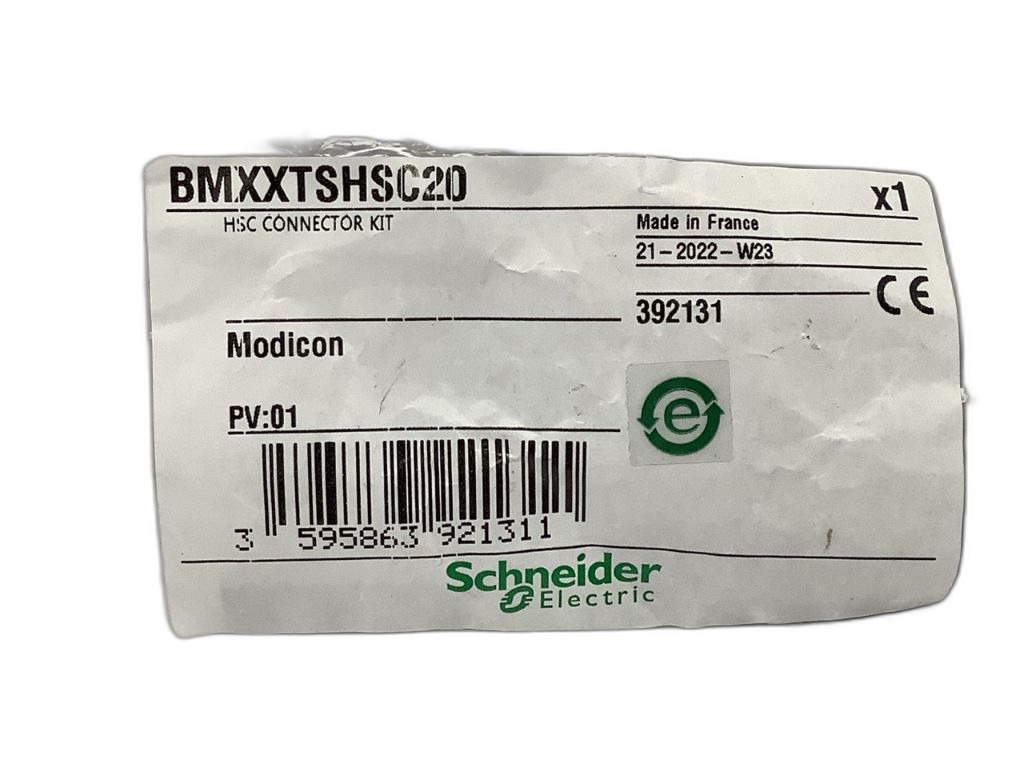 BMXXTSHSC20
x1
HSC CONNECTOR KIT
Made in France
21-2022-W23
CE
392131
Modicon
e
PV:01
3 595863 921311
Schneider
Electric